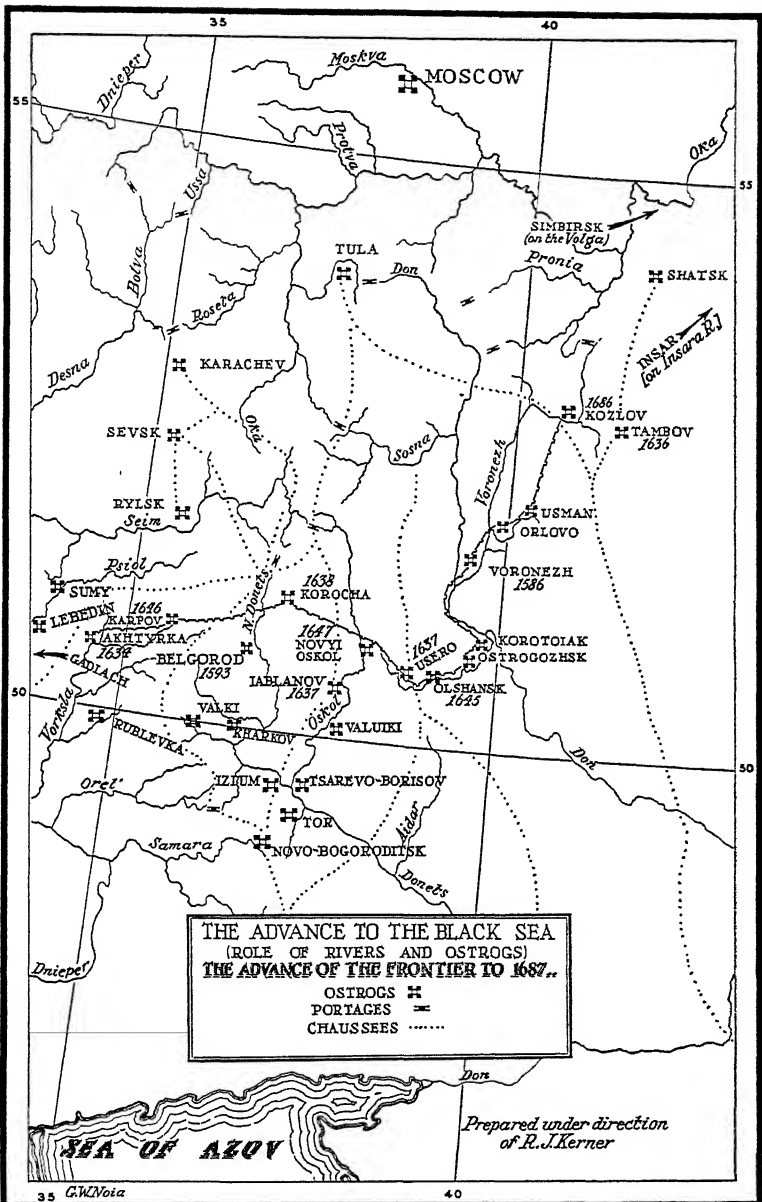 35
40
Dnieper
Moskva
MOSCOW
55
Protva
Ussa
Oka
55
SIMBIRSK
(on the Volga)
TULA
Don
Pronia
SHATSK
Bolva
Roseta
INSAR
[on Insara R]
Desna
KARACHEV
1686
KOZLOV
SEVSK
Oka
Sosna
TAMBOV
1636
Voronezh
RYLSK
Seim
USMAN
ORLOVO
Psiol
VORONEZH
1586
SUMY
N. Donets
1638
KOROCHA
LEBEDIN
1646
KARPOV
AKHTYRKA
1634
1647
NOVYI
OSKOL
1637
USERO
KOROTOIAK
OSTROGOZHSK
GADIACH
BELGOROD
1593
IABLANOV
1637
OLSHANSK
1645
50
Vorksla
Oskol
VALKI
RUBLEVKA
KHARKOV
VALUIKI
Don
50
Orel'
IZIUM
TSAREVO-BORISOV
TOR
Aidar
Samara
NOVO-BOGORODITSK
Donets
THE ADVANCE TO THE BLACK SEA
(ROLE OF RIVERS AND OSTROGS)
THE ADVANCE OF THE FRONTIER TO 1687..
OSTROGS
PORTAGES
CHAUSSEES
Dnieper
Don
Prepared under direction
of R.J.Kerner
SEA OF AZOV
35
G.W.Noia
40